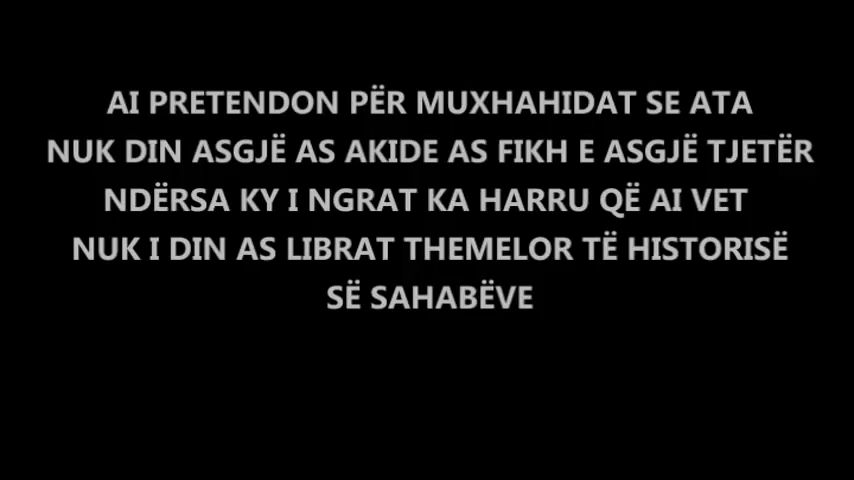 AI PRETENDON PËR MUXHAHIDAT SE ATA
NUK DIN ASGJË AS AKIDE AS FIKH E ASGJË TJETËR
NDËRSA KY I NGRAT KA HARRU QË AI VET
NUK I DIN AS LIBRAT THEMELOR TË HISTORISË
SË SAHABËVE